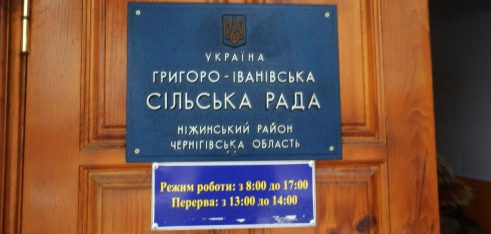 УКРАЇНА
ГРИГОРО-ІВАНІВСЬКА
СІЛЬСЬКА РАДА
НІЖИНСЬКИЙ РАЙОН
ЧЕРНІГІВСЬКА ОБЛАСТЬ
Режим роботи: з 8:00 до 17:00
Перерва: з 13:00 до 14:00